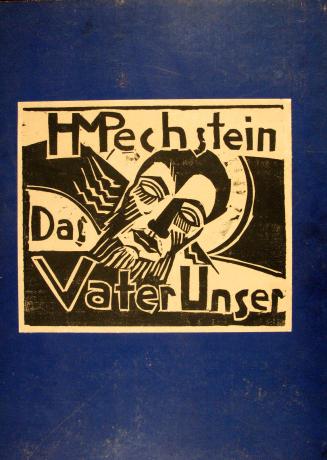 HMPechstein
Das
Vater Unser